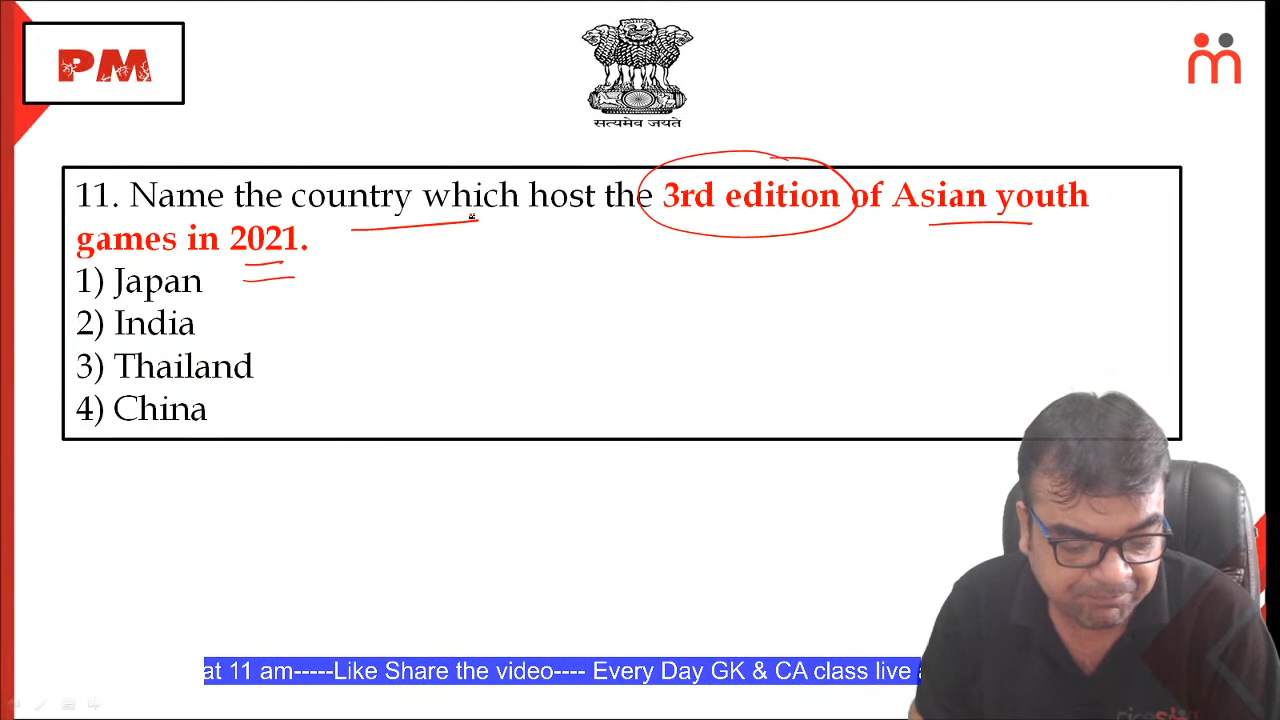 PM
सत्यमेव जयते
11. Name the country which host the 3rd edition of Asian youth
games in 2021.
1) Japan
2) India
3) Thailand
4) China
at 11 am-----Like Share the video---- Every Day GK & CA class live